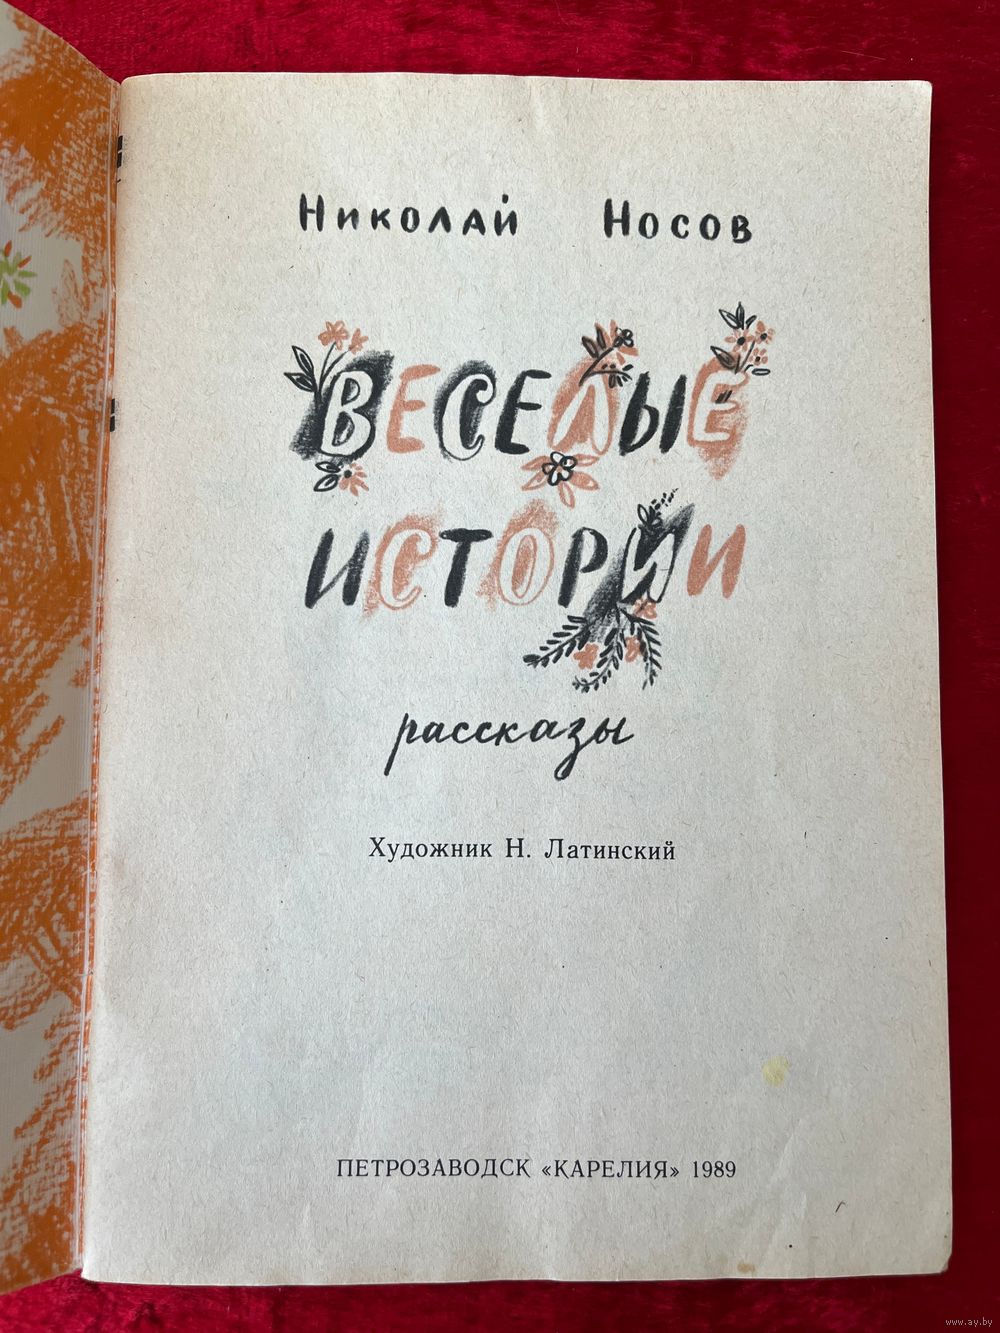 Николай Носов
ВЕСЕЛЫЕ
ИСТОРИИ
рассказы
Художник Н. Латинский
ПЕТРОЗАВОДСК «КАРЕЛИЯ» 1989
www.ay.by